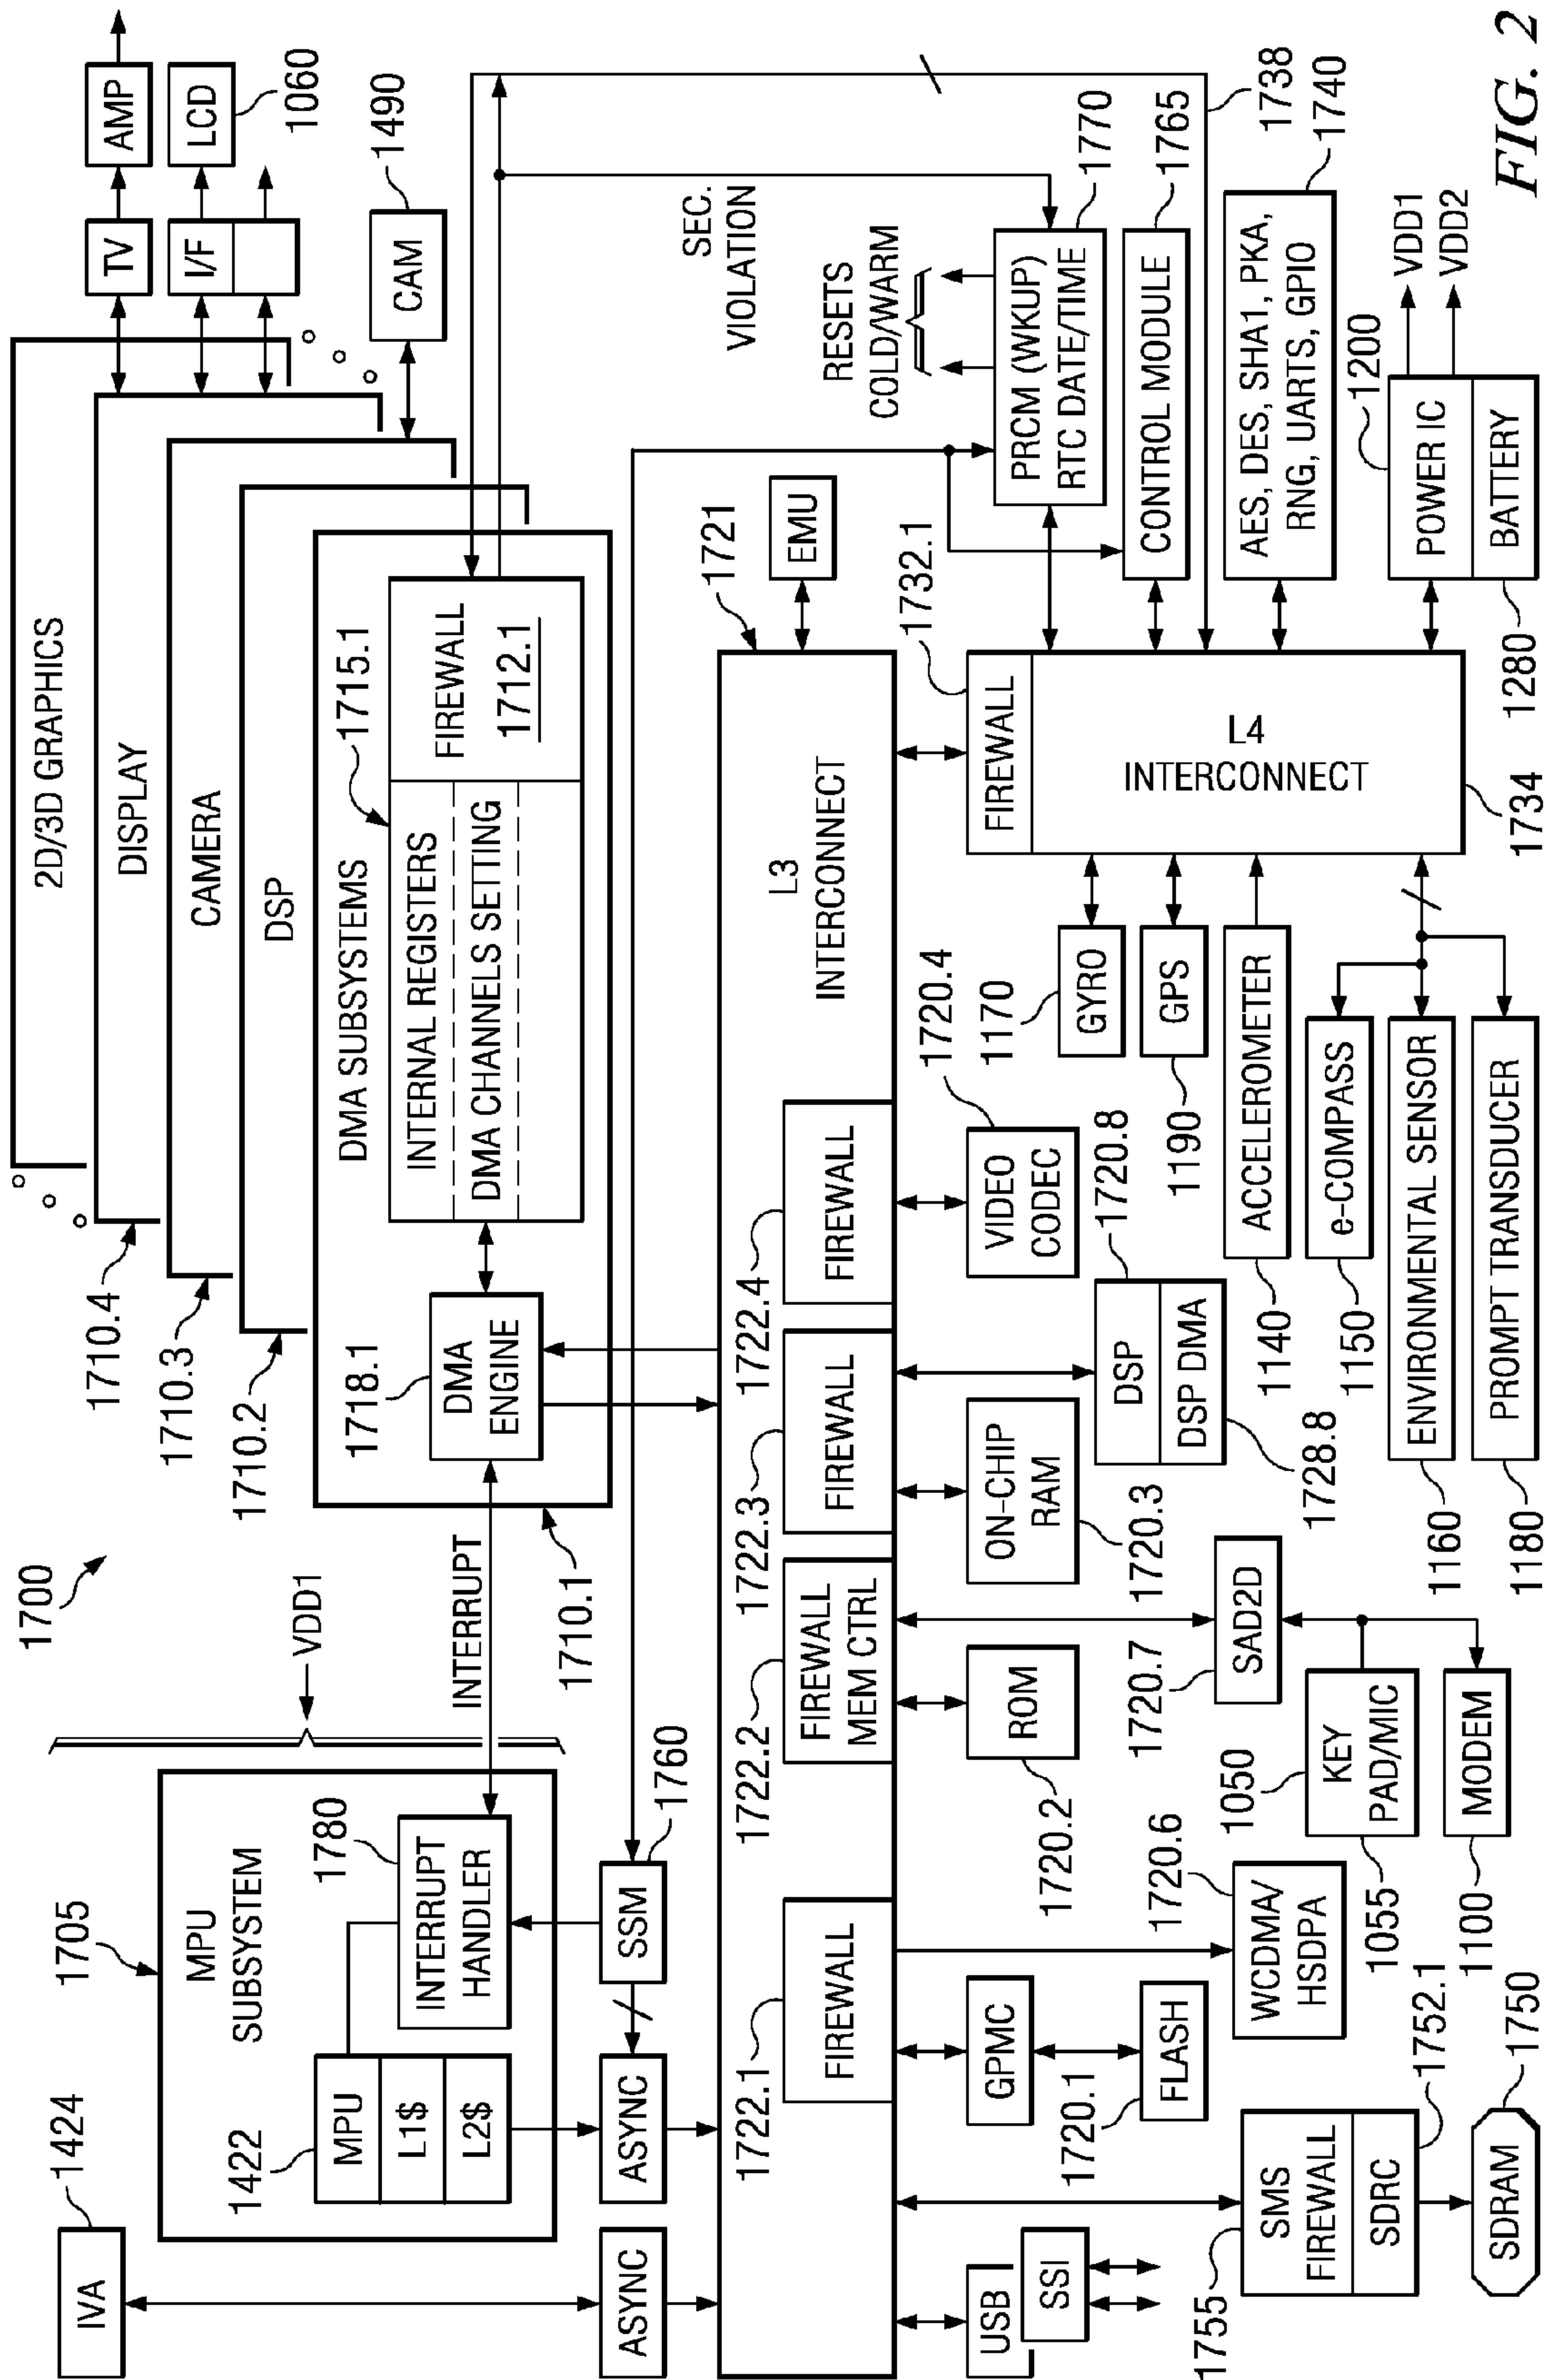 1700
1424
IVA
1705
MPU
SUBSYSTEM
1422
MPU
L1$
L2$
1780
INTERRUPT
HANDLER
VDD1
INTERRUPT
ASYNC
ASYNC
SSM
1760
2D/3D GRAPHICS
1710.4
DISPLAY
1710.3
CAMERA
1710.2
DSP
1710.1
DMA SUBSYSTEMS
1718.1
DMA
ENGINE
INTERNAL REGISTERS
DMA CHANNELS SETTING
1715.1
FIREWALL
1712.1
TV
AMP
I/F
LCD
1060
CAM
1490
SEC.
VIOLATION
1721
L3
INTERCONNECT
EMU
1722.1
FIREWALL
1722.2
FIREWALL
MEM CTRL
1722.3
FIREWALL
1722.4
FIREWALL
RESETS
COLD/WARM
PRCM (WKUP)
RTC DATE/TIME
1770
CONTROL MODULE
1765
1738
AES, DES, SHA1, PKA,
RNG, UARTS, GPIO
1740
1200
POWER IC
BATTERY
1280
VDD1
VDD2
1732.1
FIREWALL
L4
INTERCONNECT
1734
USB
SSI
1755
SMS
FIREWALL
SDRC
1752.1
SDRAM
1750
GPMC
1720.1
FLASH
1720.6
WCDMA/
HSDPA
ROM
1720.2
1720.7
SAD2D
1050
KEY
PAD/MIC
1055
MODEM
1100
ON-CHIP
RAM
1720.3
DSP
DSP DMA
1720.8
1728.8
VIDEO
CODEC
1720.4
1170
GYRO
1190
GPS
1140
ACCELEROMETER
1150
e-COMPASS
1160
ENVIRONMENTAL SENSOR
1180
PROMPT TRANSDUCER
FIG. 2